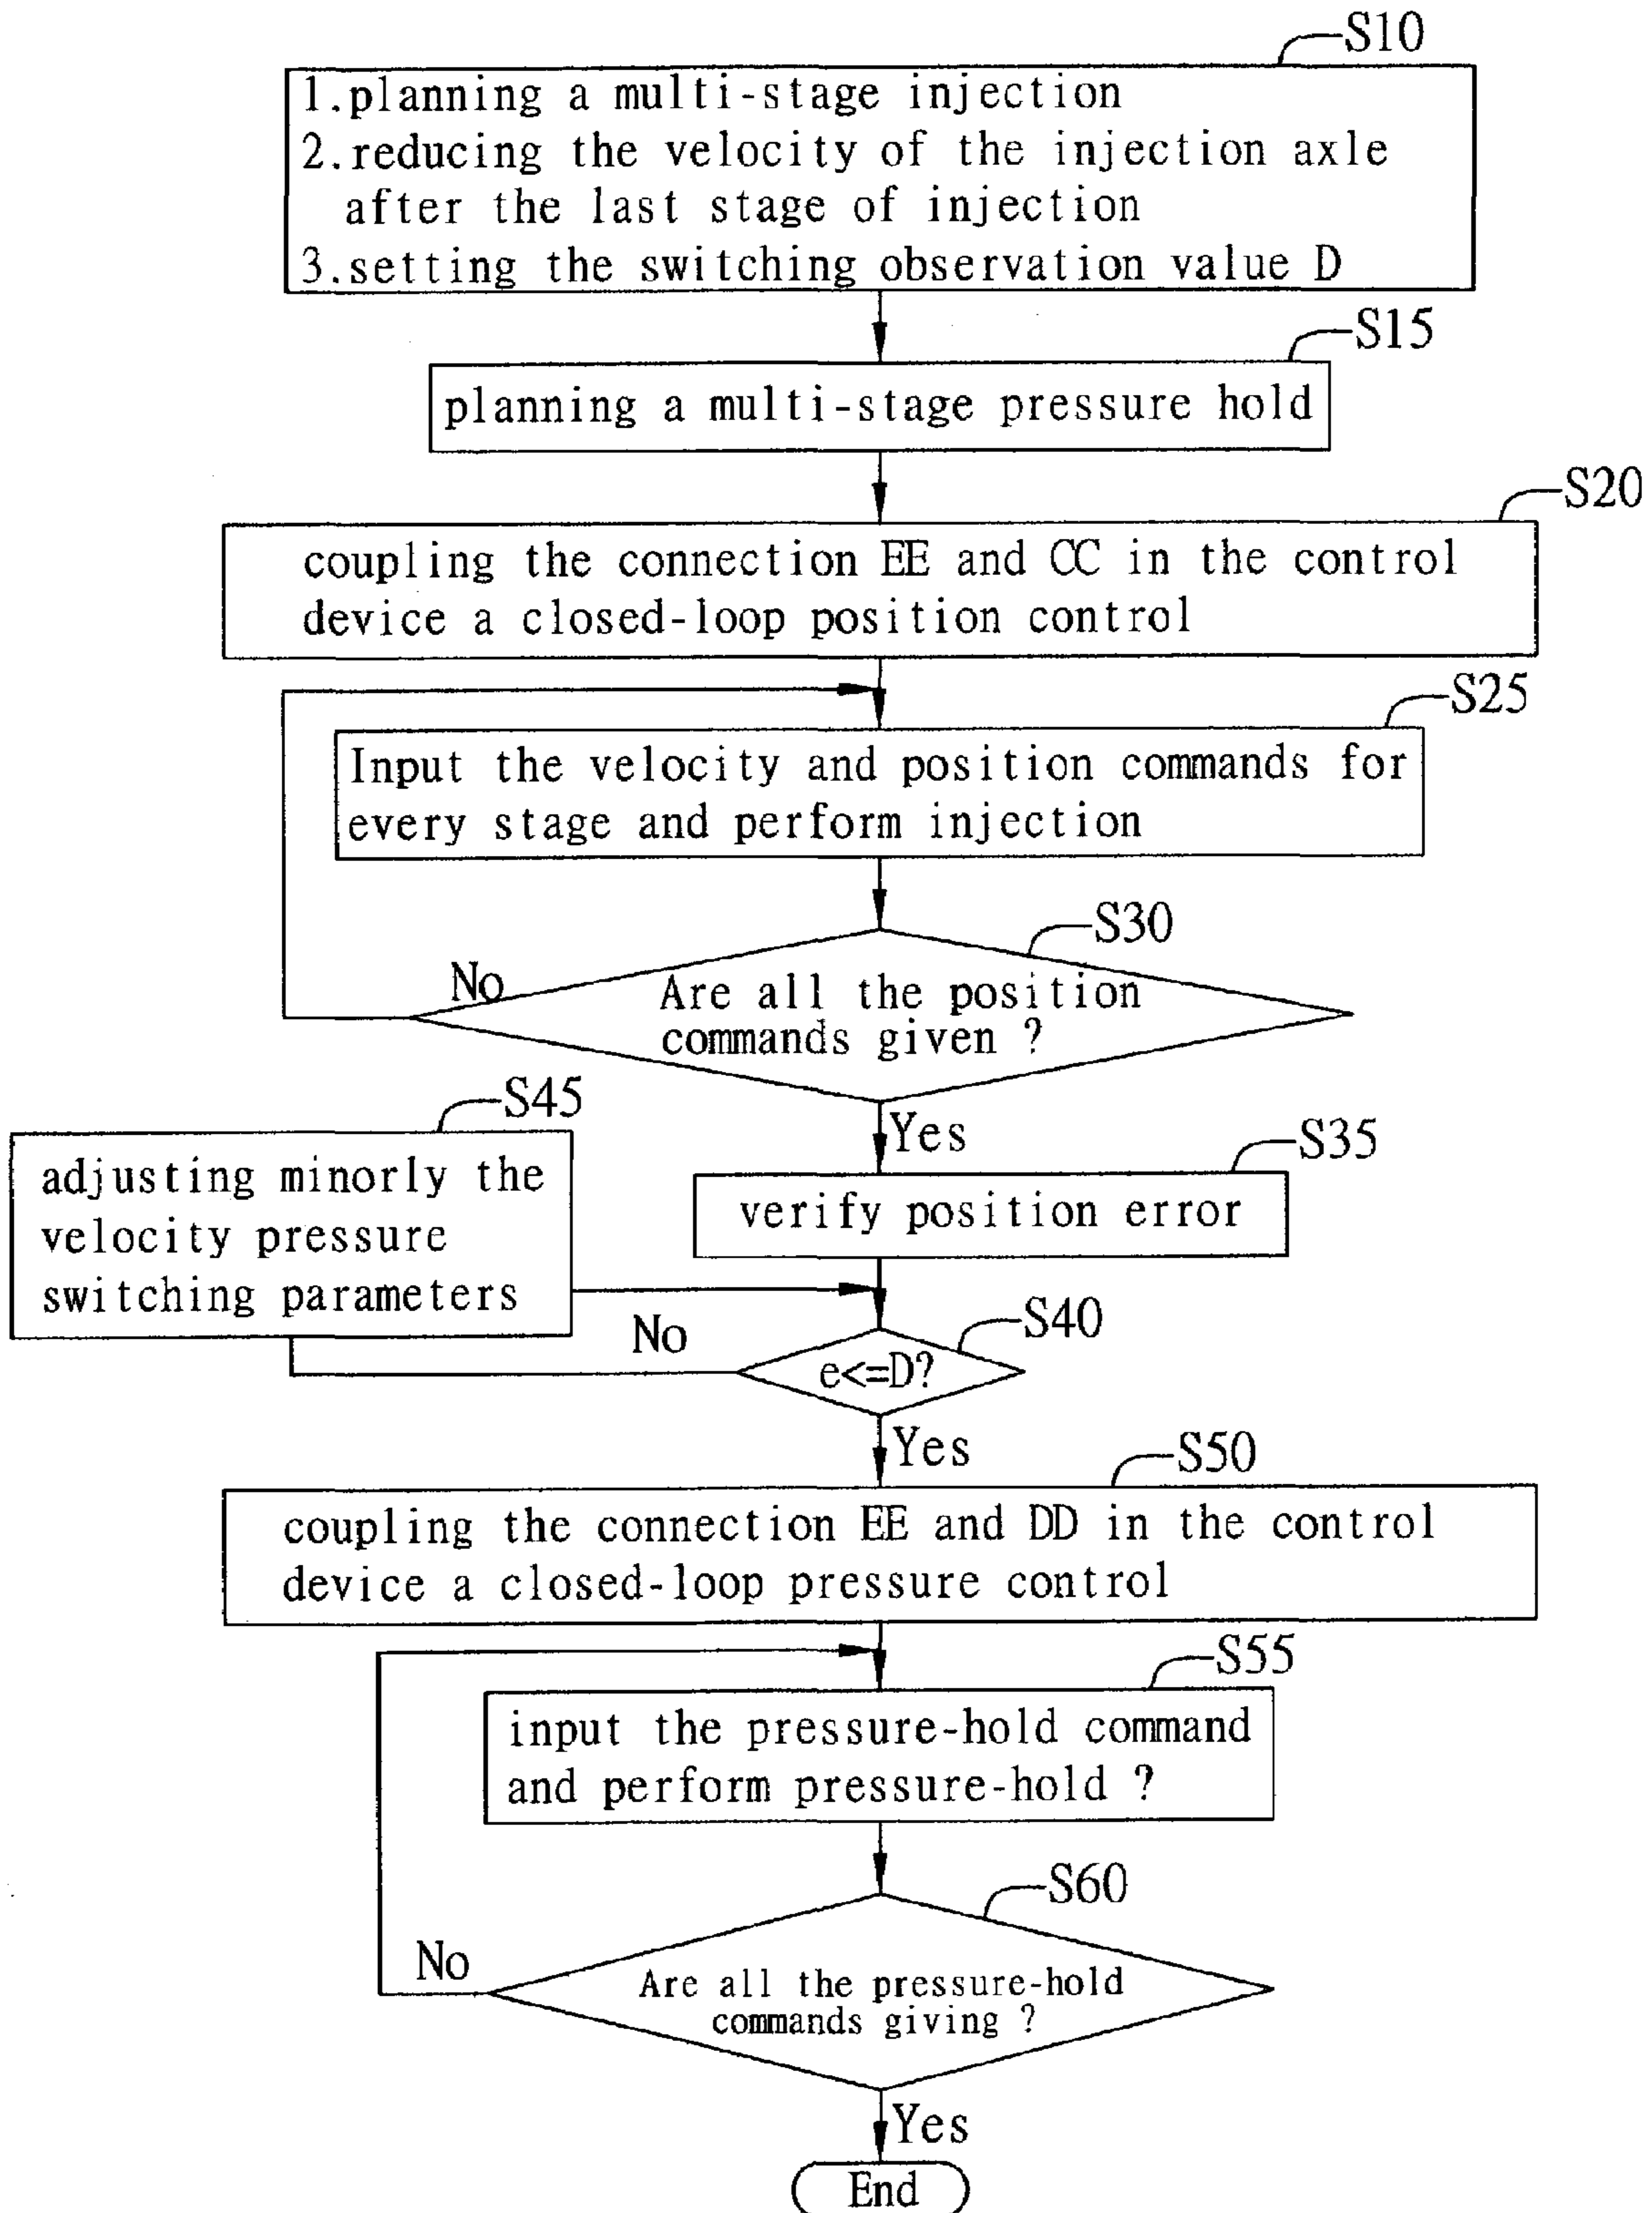 S10
1.planning a multi-stage injection
2.reducing the velocity of the injection axle
after the last stage of injection
3.setting the switching observation value D
S15
planning a multi-stage pressure hold
S20
coupling the connection EE and CC in the control
device a closed-loop position control
S25
Input the velocity and position commands for
every stage and perform injection
S30
No
Are all the position
commands given ?
Yes
S45
adjusting minorly the
velocity pressure
switching parameters
S35
verify position error
No
S40
e<=D?
Yes
S50
coupling the connection EE and DD in the control
device a closed-loop pressure control
S55
input the pressure-hold command
and perform pressure-hold ?
S60
No
Are all the pressure-hold
commands giving ?
Yes
End